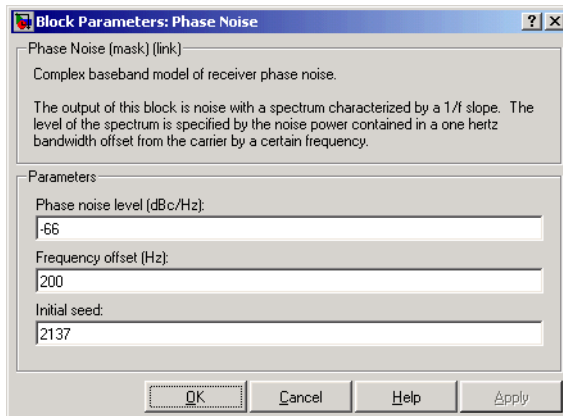 Block Parameters: Phase Noise
Phase Noise (mask) (link)
Complex baseband model of receiver phase noise.
The output of this block is noise with a spectrum characterized by a 1/f slope. The
level of the spectrum is specified by the noise power contained in a one hertz
bandwidth offset from the carrier by a certain frequency.
Parameters
Phase noise level (dBc/Hz):
-66
Frequency offset (Hz):
200
Initial seed:
2137
OK Cancel Help Apply